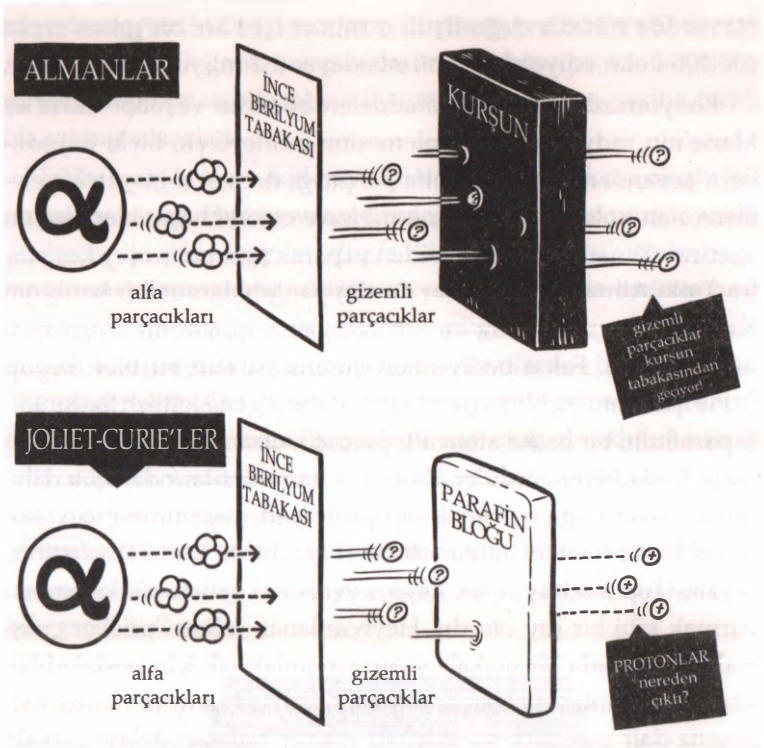 ALMANLAR
İNCE
BERİLYUM
TABAKASI
KURŞUN
α
(?)
(?)
(?)
(?)
(?)
(?)
alfa
parçacıkları
gizemli
parçacıklar
gizemli
parçacıklar
kurşun
tabakasından
geçiyor!
JOLIET-CURIE'LER
İNCE
BERİLYUM
TABAKASI
PARAFİN
BLOĞU
α
(?)
(?)
(?)
(?)
+
+
+
alfa
parçacıkları
gizemli
parçacıklar
PROTONLAR
nereden
çıktı?